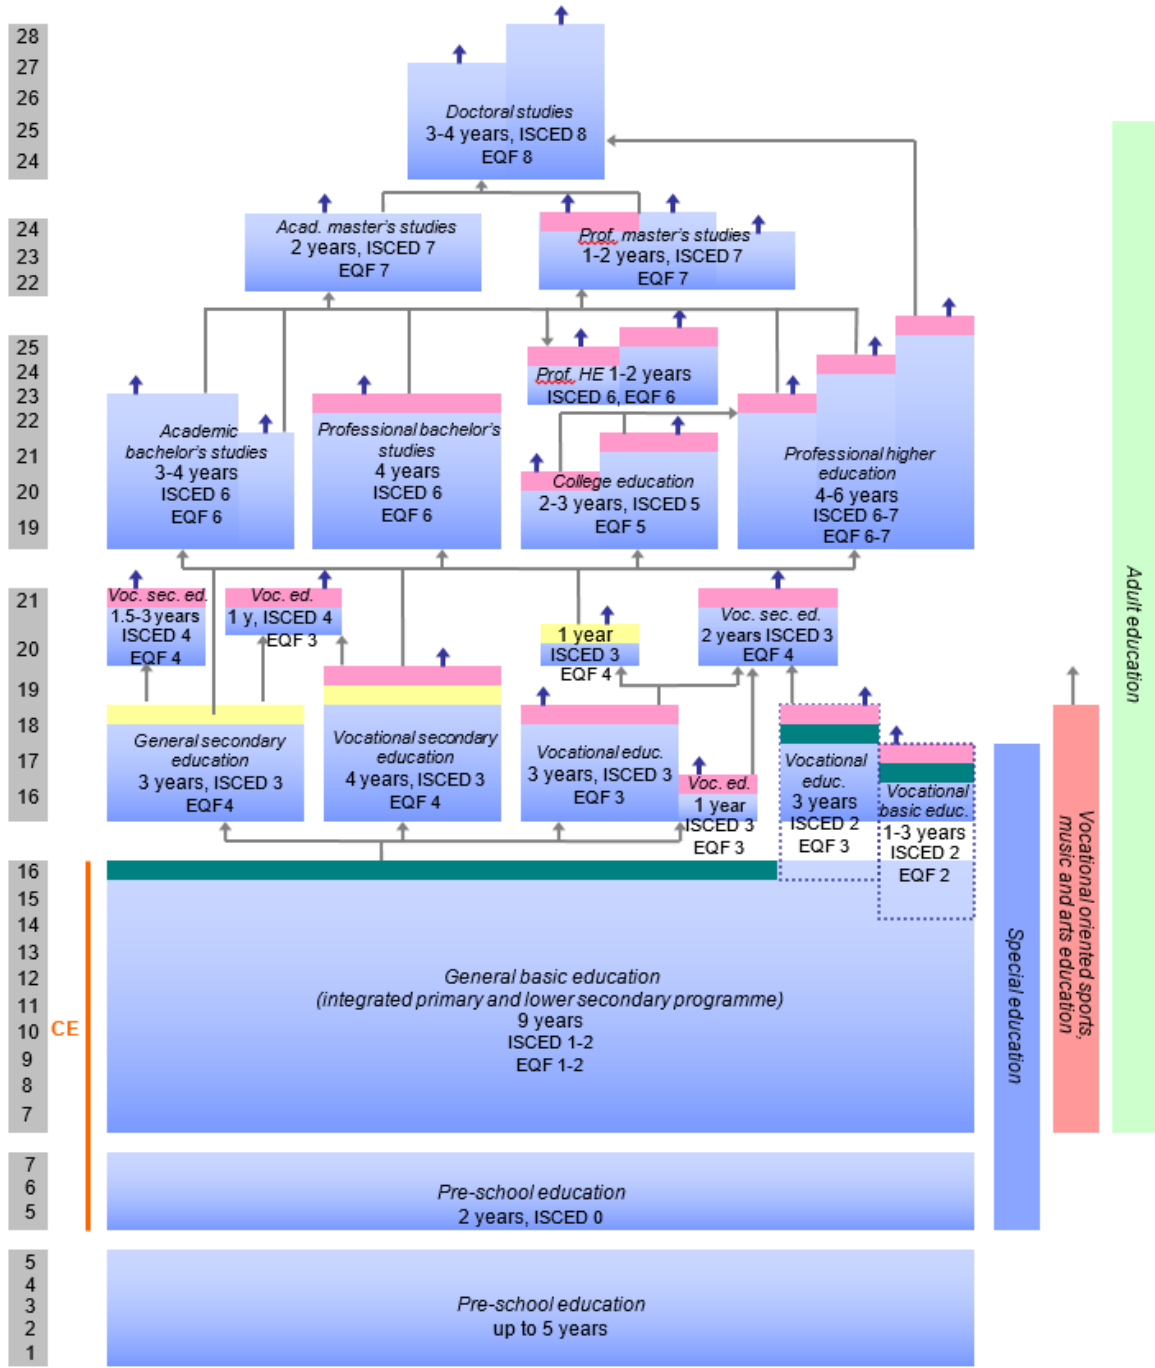 28
27
26
25
24
Doctoral studies
3-4 years, ISCED 8
EQF 8
24
23
22
Acad. master's studies
2 years, ISCED 7
EQF 7
Prof. master's studies
1-2 years, ISCED 7
EQF 7
25
24
23
22
21
20
19
Academic
bachelor's studies
3-4 years
ISCED 6
EQF 6
Professional bachelor's
studies
4 years
ISCED 6
EQF 6
Prof. HE 1-2 years
ISCED 6, EQF 6
College education
2-3 years, ISCED 5
EQF 5
Professional higher
education
4-6 years
ISCED 6-7
EQF 6-7
21
20
19
18
17
16
Voc. sec. ed.
1.5-3 years
ISCED 4
EQF 4
Voc. ed.
1 y, ISCED 4
EQF 3
1 year
ISCED 3
EQF 4
Voc. sec. ed.
2 years ISCED 3
EQF 4
General secondary
education
3 years, ISCED 3
EQF4
Vocational secondary
education
4 years, ISCED 3
EQF 4
Vocational educ.
3 years, ISCED 3
EQF 3
Voc. ed.
1 year
ISCED 3
EQF 3
Vocational
educ.
3 years
ISCED 2
EQF 3
Vocational
basic educ.
1-3 years
ISCED 2
EQF 2
16
15
14
13
12
11
10
9
8
7
CE
General basic education
(integrated primary and lower secondary programme)
9 years
ISCED 1-2
EQF 1-2
7
6
5
Pre-school education
2 years, ISCED 0
5
4
3
2
1
Pre-school education
up to 5 years
Special education
Vocational oriented sports,
music and arts education
Adult education